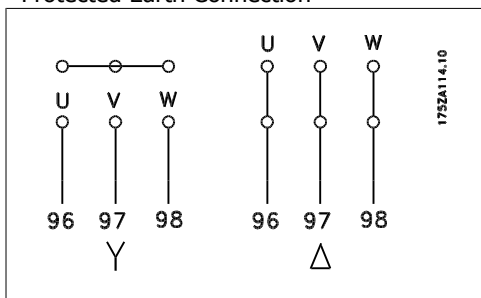 Protected Earth Connection
U V W
U V W
96 97 98
96 97 98
Y
Δ
175ZA114.10